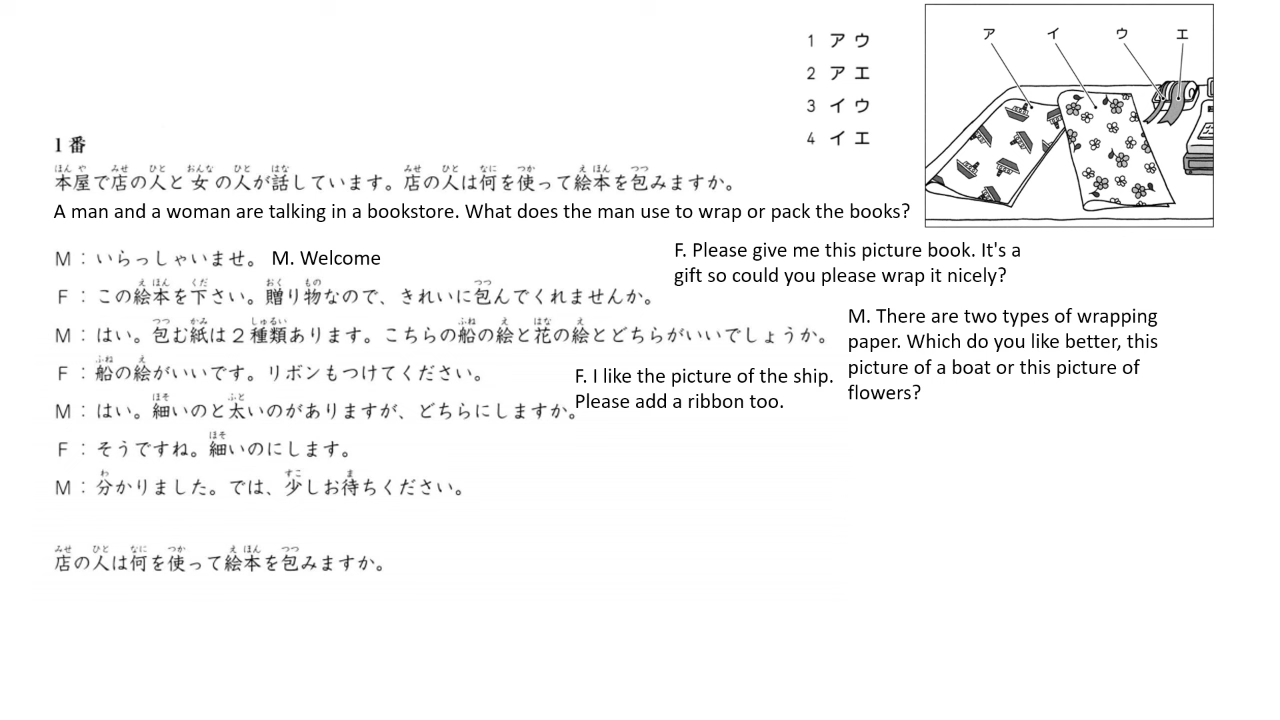 1 ア ウ
2 ア エ
3 イ ウ
4 イ エ
ア イ ウ エ
1番
本屋で店の人と女の人が話しています。店の人は何を使って絵本を包みますか。
A man and a woman are talking in a bookstore. What does the man use to wrap or pack the books?
M：いらっしゃいませ。 M. Welcome
F：この絵本を下さい。贈り物なので、きれいに包んでくれませんか。
F. Please give me this picture book. It's a
gift so could you please wrap it nicely?
M：はい。包む紙は２種類あります。こちらの船の絵と花の絵とどちらがいいでしょうか。
M. There are two types of wrapping
paper. Which do you like better, this
picture of a boat or this picture of
flowers?
F：船の絵がいいです。リボンもつけてください。
F. I like the picture of the ship.
Please add a ribbon too.
M：はい。細いのと太いのがありますが、どちらにしますか。
F：そうですね。細いのにします。
M：分かりました。では、少しお待ちください。
店の人は何を使って絵本を包みますか。